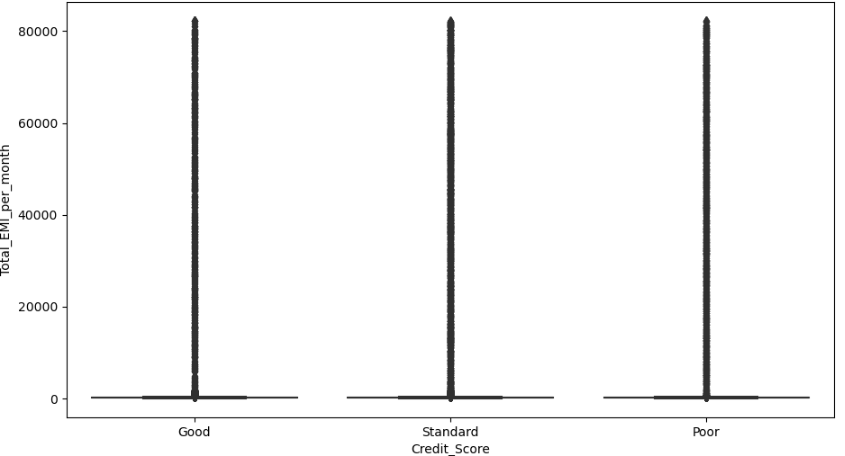 80000
60000
40000
20000
0
Total_EMI_per_month
Good Standard Poor
Credit_Score